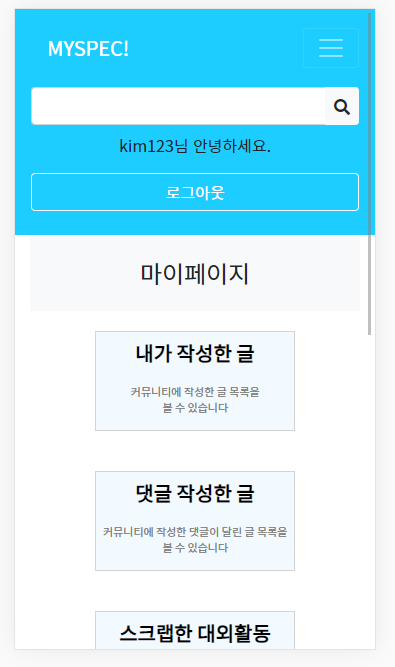 MYSPEC!
kim123님 안녕하세요.
로그아웃
마이페이지
내가 작성한 글
커뮤니티에 작성한 글 목록을
볼 수 있습니다
댓글 작성한 글
커뮤니티에 작성한 댓글이 달린 글 목록을
볼 수 있습니다
스크랩한 대외활동